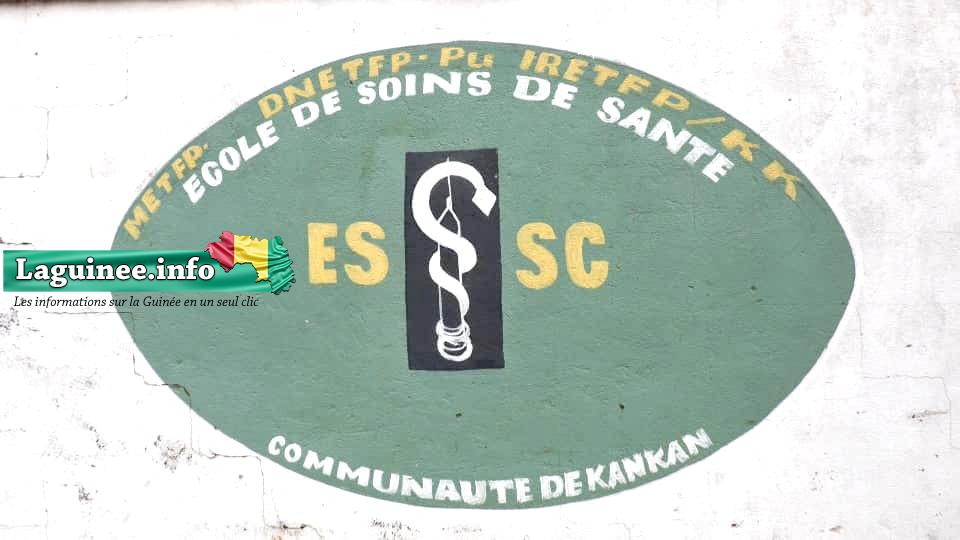 METFP. DNETFP. Pu IRETFP/KK
ECOLE DE SOINS DE SANTE
ES SC
COMMUNAUTE DE KANKAN
Laguinee.info
Les informations sur la Guinée en un seul clic